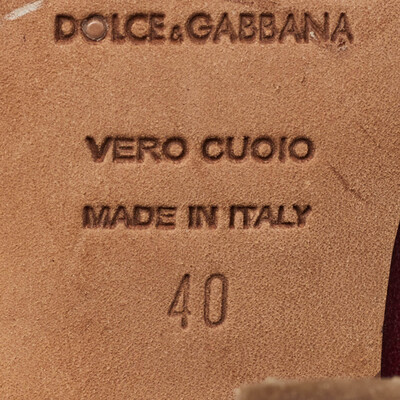 DOLCE&GABBANA
VERO CUOIO
MADE IN ITALY
40